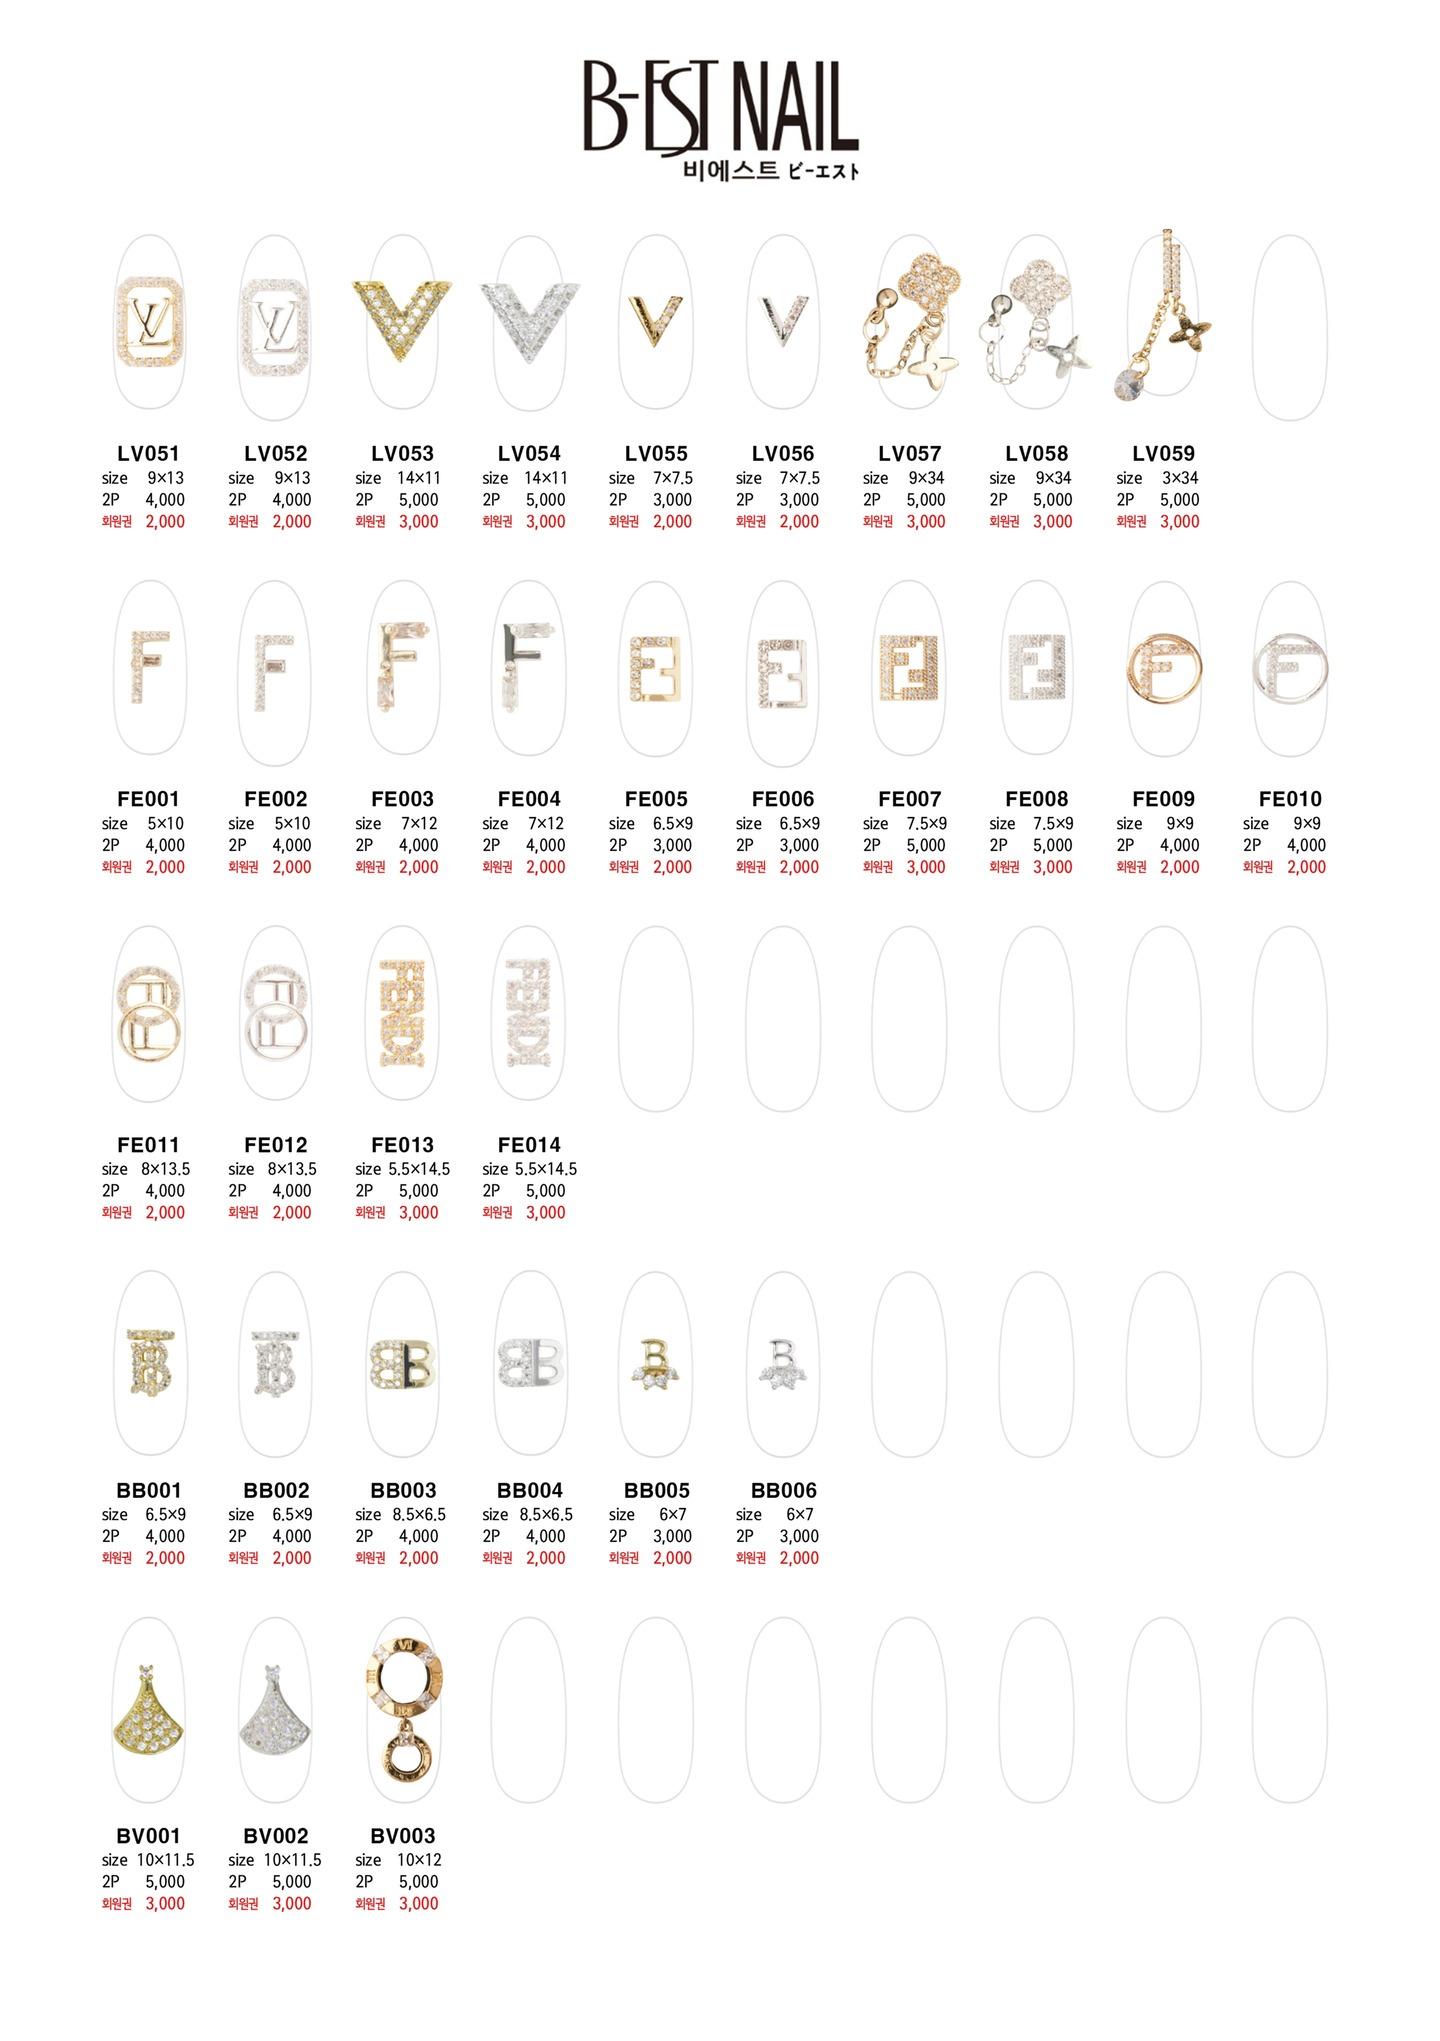 B-EST NAIL
비에스트 ビーエスト
LV051 LV052 LV053 LV054 LV055 LV056 LV057 LV058 LV059
size 9×13 size 9×13 size 14×11 size 14×11 size 7×7.5 size 7×7.5 size 9×34 size 9×34 size 3×34
2P 4,000 2P 4,000 2P 5,000 2P 5,000 2P 3,000 2P 3,000 2P 5,000 2P 5,000 2P 5,000
회원권 2,000 회원권 2,000 회원권 3,000 회원권 3,000 회원권 2,000 회원권 2,000 회원권 3,000 회원권 3,000 회원권 3,000
FE001 FE002 FE003 FE004 FE005 FE006 FE007 FE008 FE009 FE010
size 5×10 size 5×10 size 7×12 size 7×12 size 6.5×9 size 6.5×9 size 7.5×9 size 7.5×9 size 9×9 size 9×9
2P 4,000 2P 4,000 2P 4,000 2P 4,000 2P 3,000 2P 3,000 2P 5,000 2P 5,000 2P 4,000 2P 4,000
회원권 2,000 회원권 2,000 회원권 2,000 회원권 2,000 회원권 2,000 회원권 2,000 회원권 3,000 회원권 3,000 회원권 2,000 회원권 2,000
FENDI FENDI
FE011 FE012 FE013 FE014
size 8×13.5 size 8×13.5 size 5.5×14.5 size 5.5×14.5
2P 4,000 2P 4,000 2P 5,000 2P 5,000
회원권 2,000 회원권 2,000 회원권 3,000 회원권 3,000
BB001 BB002 BB003 BB004 BB005 BB006
size 6.5×9 size 6.5×9 size 8.5×6.5 size 8.5×6.5 size 6×7 size 6×7
2P 4,000 2P 4,000 2P 4,000 2P 4,000 2P 3,000 2P 3,000
회원권 2,000 회원권 2,000 회원권 2,000 회원권 2,000 회원권 2,000 회원권 2,000
BV001 BV002 BV003
size 10×11.5 size 10×11.5 size 10×12
2P 5,000 2P 5,000 2P 5,000
회원권 3,000 회원권 3,000 회원권 3,000